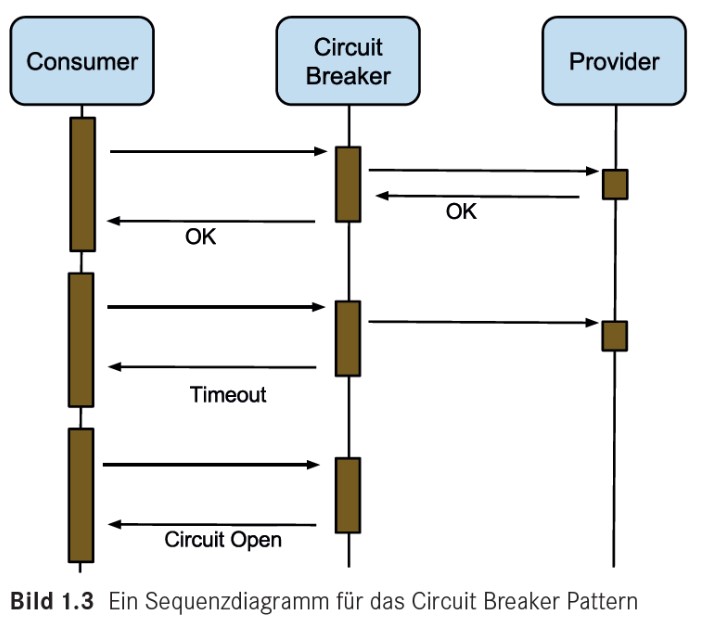 Consumer
Circuit
Breaker
Provider
OK
OK
Timeout
Circuit Open
Bild 1.3 Ein Sequenzdiagramm für das Circuit Breaker Pattern